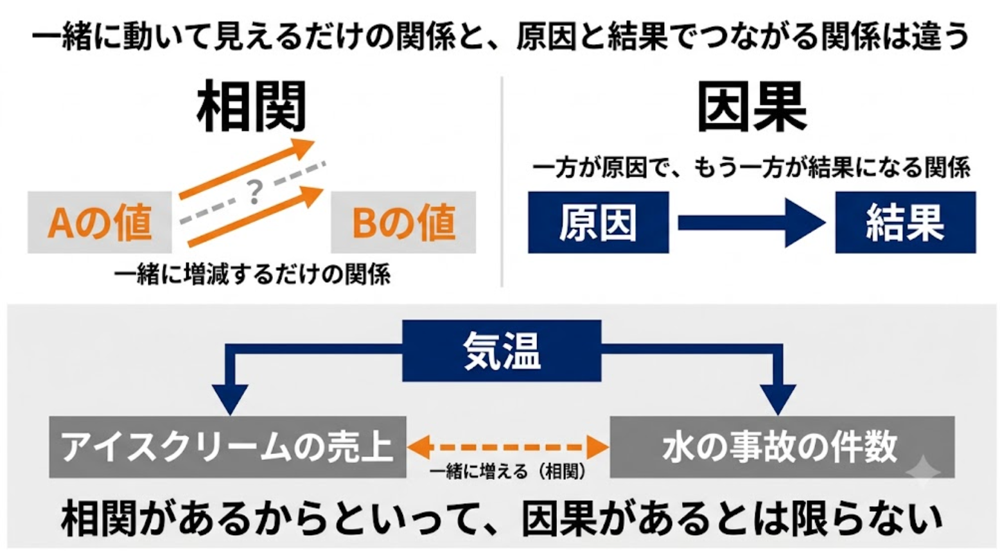 一緒に動いて見えるだけの関係と、原因と結果でつながる関係は違う
相関
?
Aの値
Bの値
一緒に増減するだけの関係
因果
一方が原因で、もう一方が結果になる関係
原因
結果
気温
アイスクリームの売上
一緒に増える（相関）
水の事故の件数
相関があるからといって、因果があるとは限らない